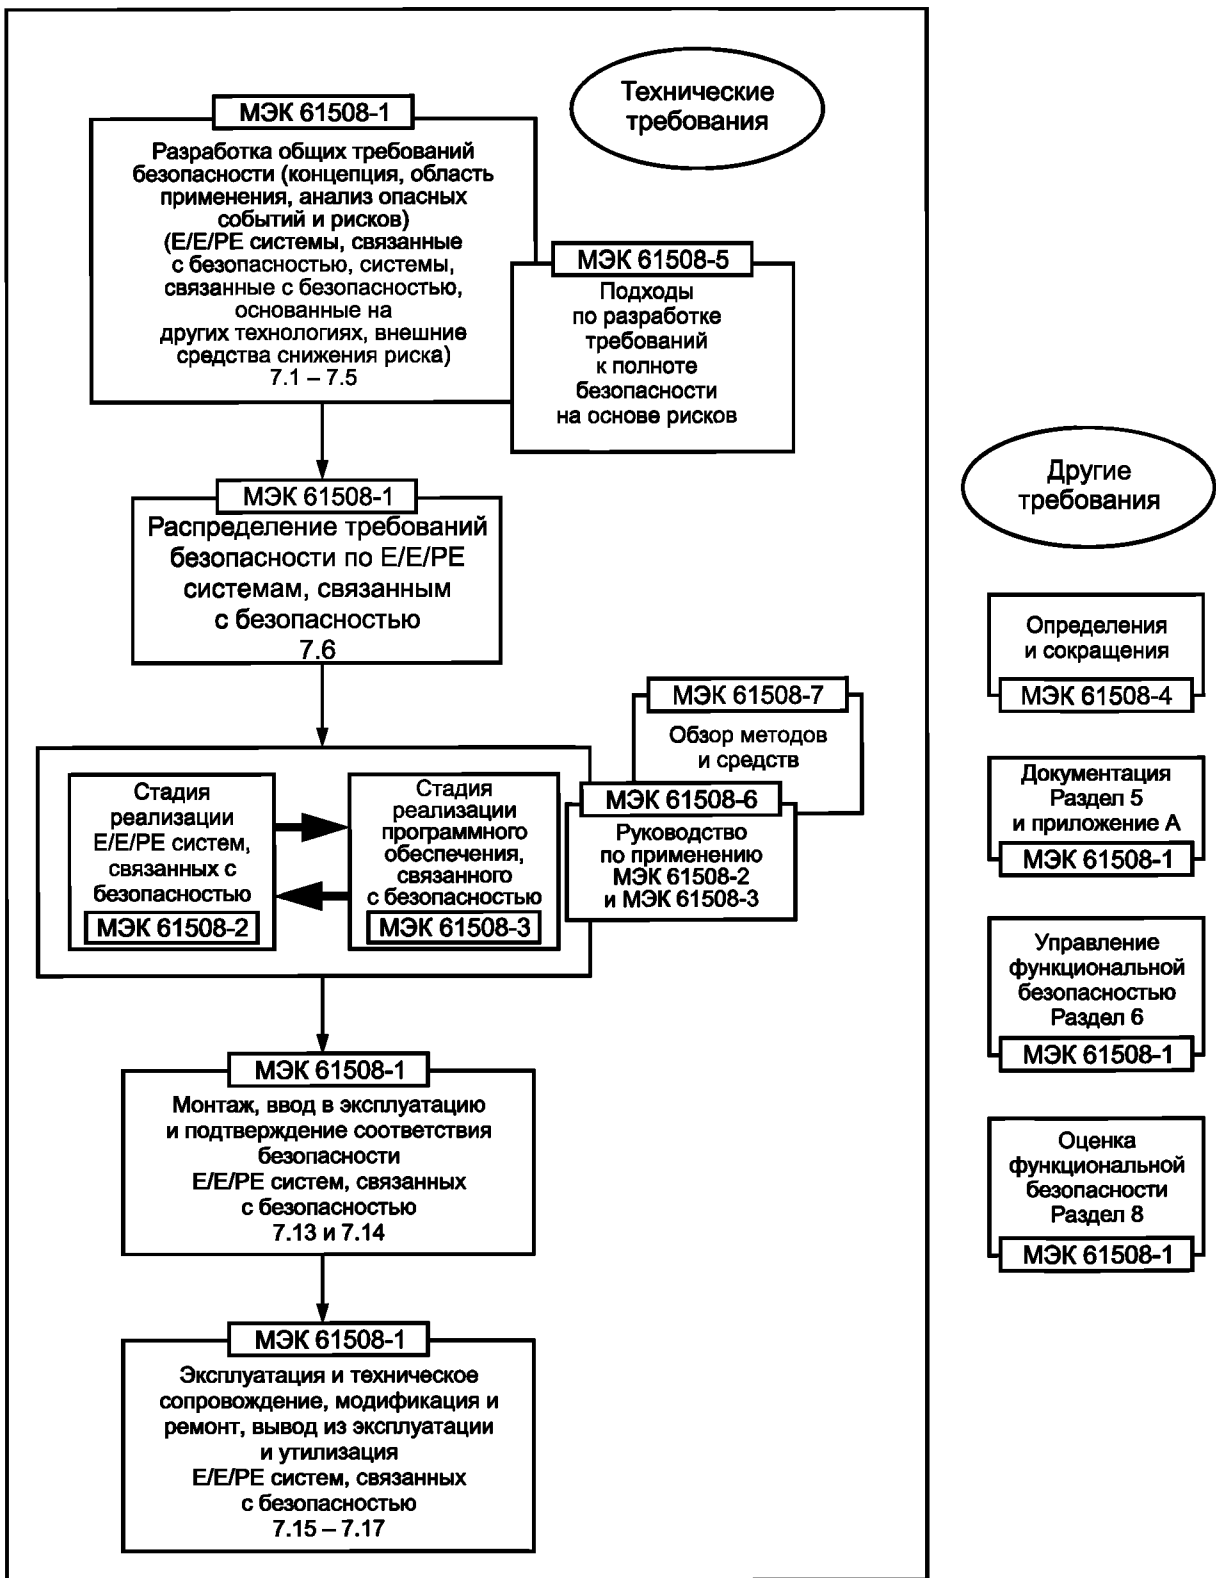 Технические
требования
МЭК 61508-1
Разработка общих требований
безопасности (концепция, область
применения, анализ опасных
событий и рисков)
(E/E/PE системы, связанные
с безопасностью, системы,
связанные с безопасностью,
основанные на
других технологиях, внешние
средства снижения риска)
7.1 – 7.5
МЭК 61508-5
Подходы
по разработке
требований
к полноте
безопасности
на основе рисков
МЭК 61508-1
Распределение требований
безопасности по E/E/PE
системам, связанным
с безопасностью
7.6
МЭК 61508-7
Обзор методов
и средств
МЭК 61508-6
Руководство
по применению
МЭК 61508-2
и МЭК 61508-3
Стадия
реализации
E/E/PE систем,
связанных с
безопасностью
МЭК 61508-2
Стадия
реализации
программного
обеспечения,
связанного
с безопасностью
МЭК 61508-3
МЭК 61508-1
Монтаж, ввод в эксплуатацию
и подтверждение соответствия
безопасности
E/E/PE систем, связанных
с безопасностью
7.13 и 7.14
МЭК 61508-1
Эксплуатация и техническое
сопровождение, модификация и
ремонт, вывод из эксплуатации
и утилизация
E/E/PE систем, связанных
с безопасностью
7.15 – 7.17
Другие
требования
Определения
и сокращения
МЭК 61508-4
Документация
Раздел 5
и приложение А
МЭК 61508-1
Управление
функциональной
безопасностью
Раздел 6
МЭК 61508-1
Оценка
функциональной
безопасности
Раздел 8
МЭК 61508-1